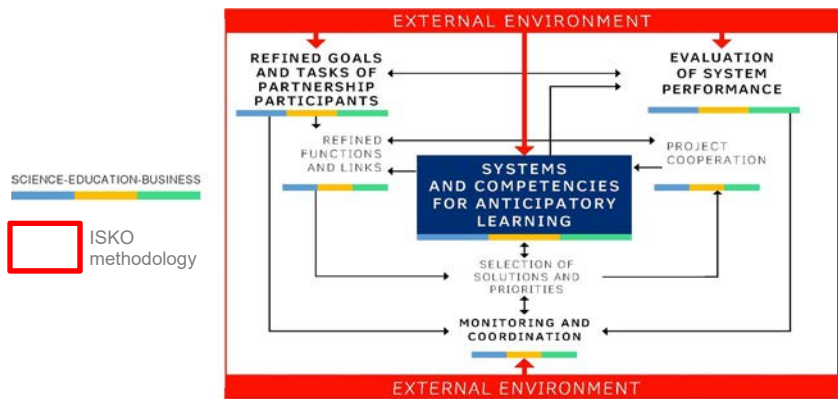 EXTERNAL ENVIRONMENT
REFINED GOALS
AND TASKS OF
PARTNERSHIP
PARTICIPANTS
EVALUATION
OF SYSTEM
PERFORMANCE
REFINED
FUNCTIONS
AND LINKS
PROJECT
COOPERATION
SYSTEMS
AND COMPETENCIES
FOR ANTICIPATORY
LEARNING
SCIENCE-EDUCATION-BUSINESS
ISKO
methodology
SELECTION OF
SOLUTIONS AND
PRIORITIES
MONITORING AND
COORDINATION
EXTERNAL ENVIRONMENT